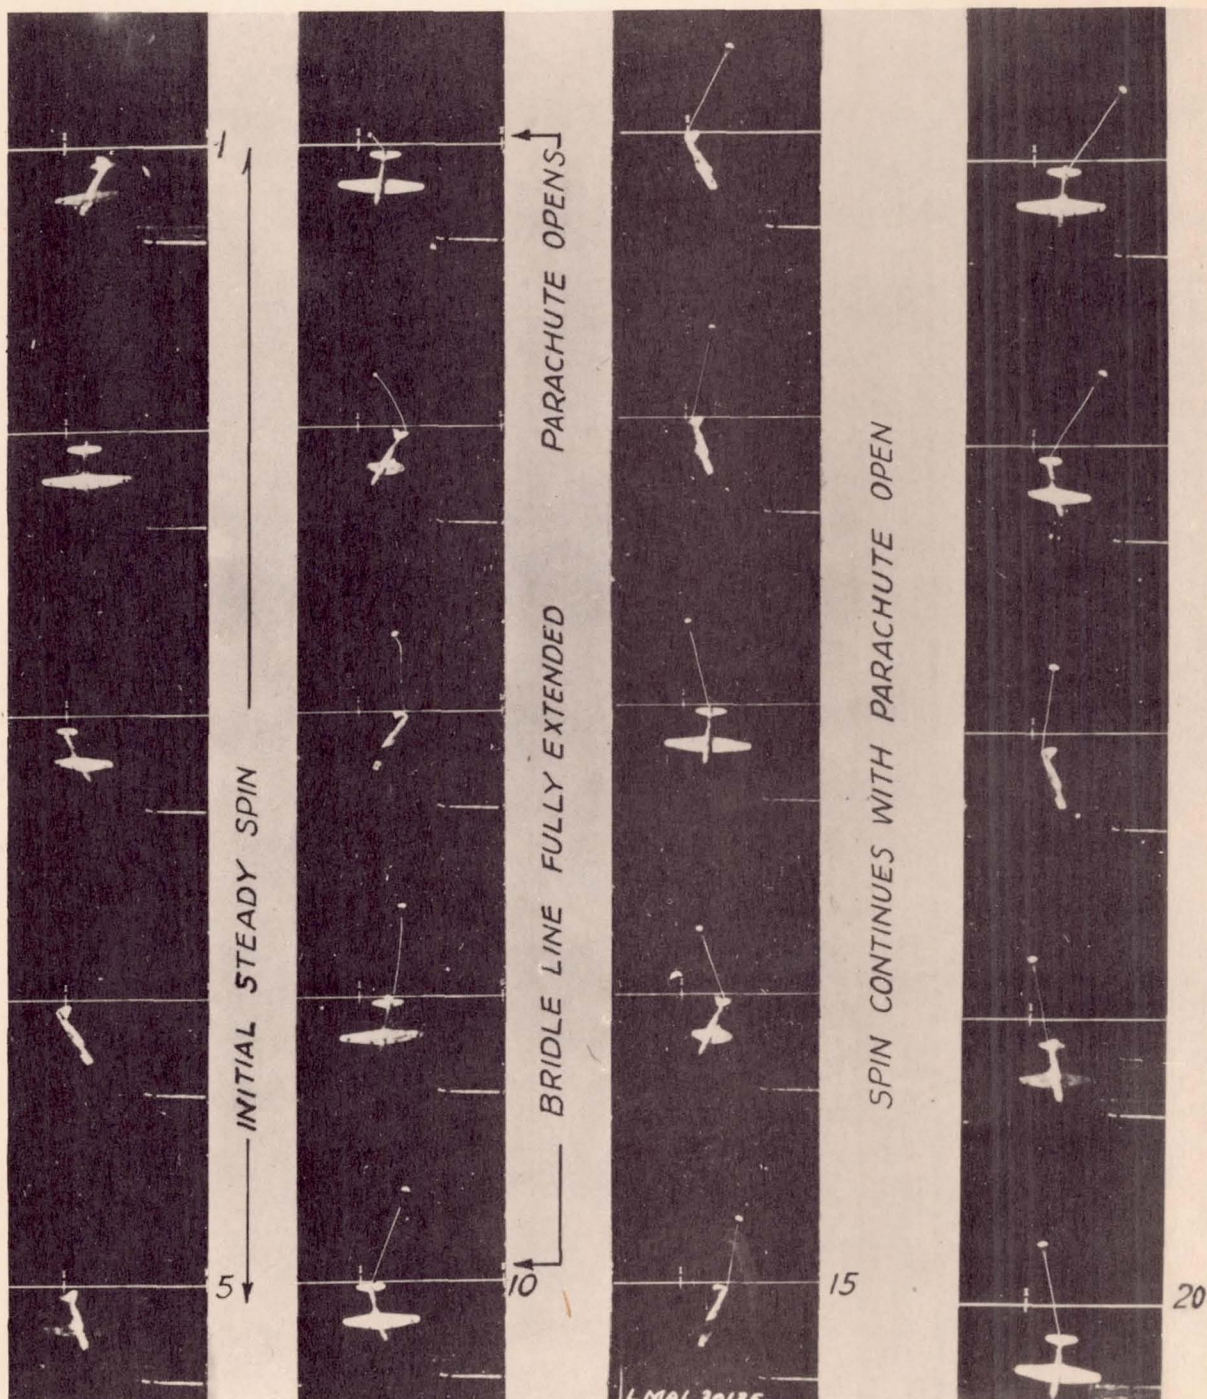 1
INITIAL STEADY SPIN
5
PARACHUTE OPENS
BRIDLE LINE FULLY EXTENDED
10
15
SPIN CONTINUES WITH PARACHUTE OPEN
20